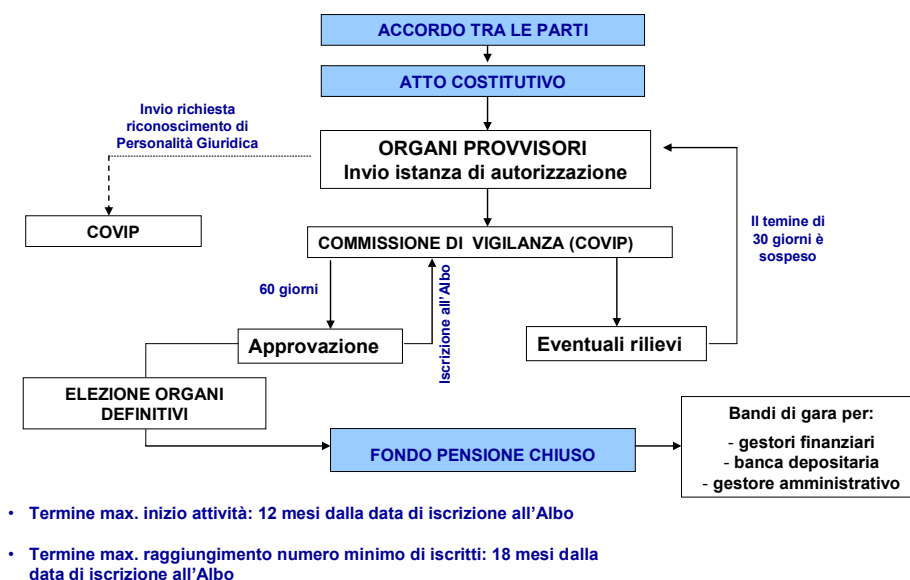 ACCORDO TRA LE PARTI
ATTO COSTITUTIVO
Invio richiesta
riconoscimento di
Personalità Giuridica
ORGANI PROVVISORI
Invio istanza di autorizzazione
COVIP
COMMISSIONE DI VIGILANZA (COVIP)
Il temine di
30 giorni è
sospeso
60 giorni
Iscrizione all'Albo
Approvazione
Eventuali rilievi
ELEZIONE ORGANI
DEFINITIVI
FONDO PENSIONE CHIUSO
Bandi di gara per:
- gestori finanziari
- banca depositaria
- gestore amministrativo
• Termine max. inizio attività: 12 mesi dalla data di iscrizione all'Albo
• Termine max. raggiungimento numero minimo di iscritti: 18 mesi dalla
data di iscrizione all'Albo